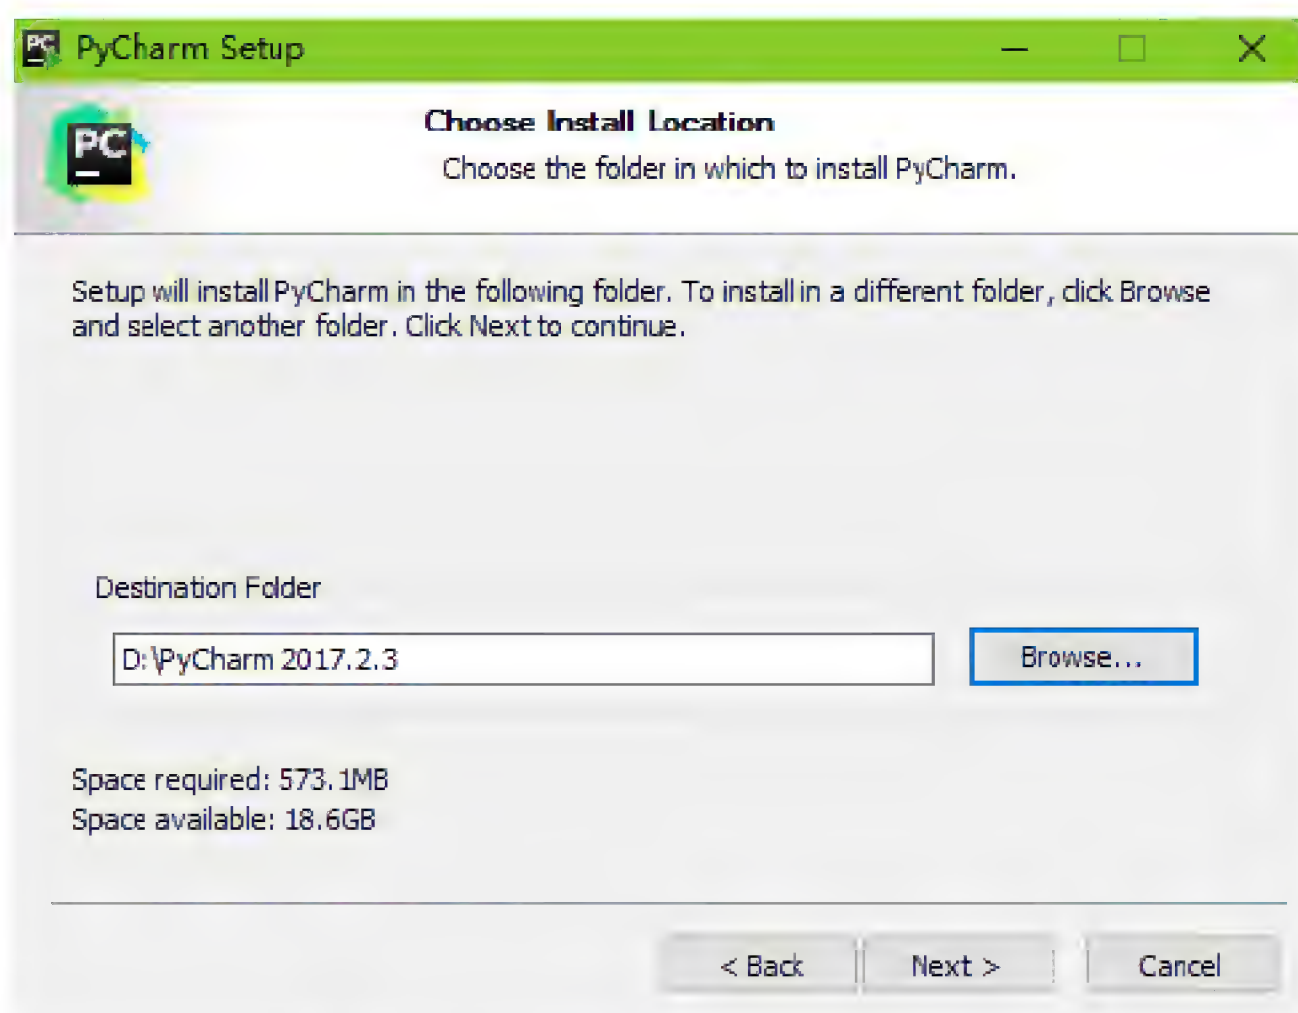 PC PyCharm Setup
PC
Choose Install Location
Choose the folder in which to install PyCharm.
Setup will install PyCharm in the following folder. To install in a different folder, click Browse
and select another folder. Click Next to continue.
Destination Folder
D:\PyCharm 2017.2.3
Browse...
Space required: 573.1MB
Space available: 18.6GB
< Back Next > Cancel